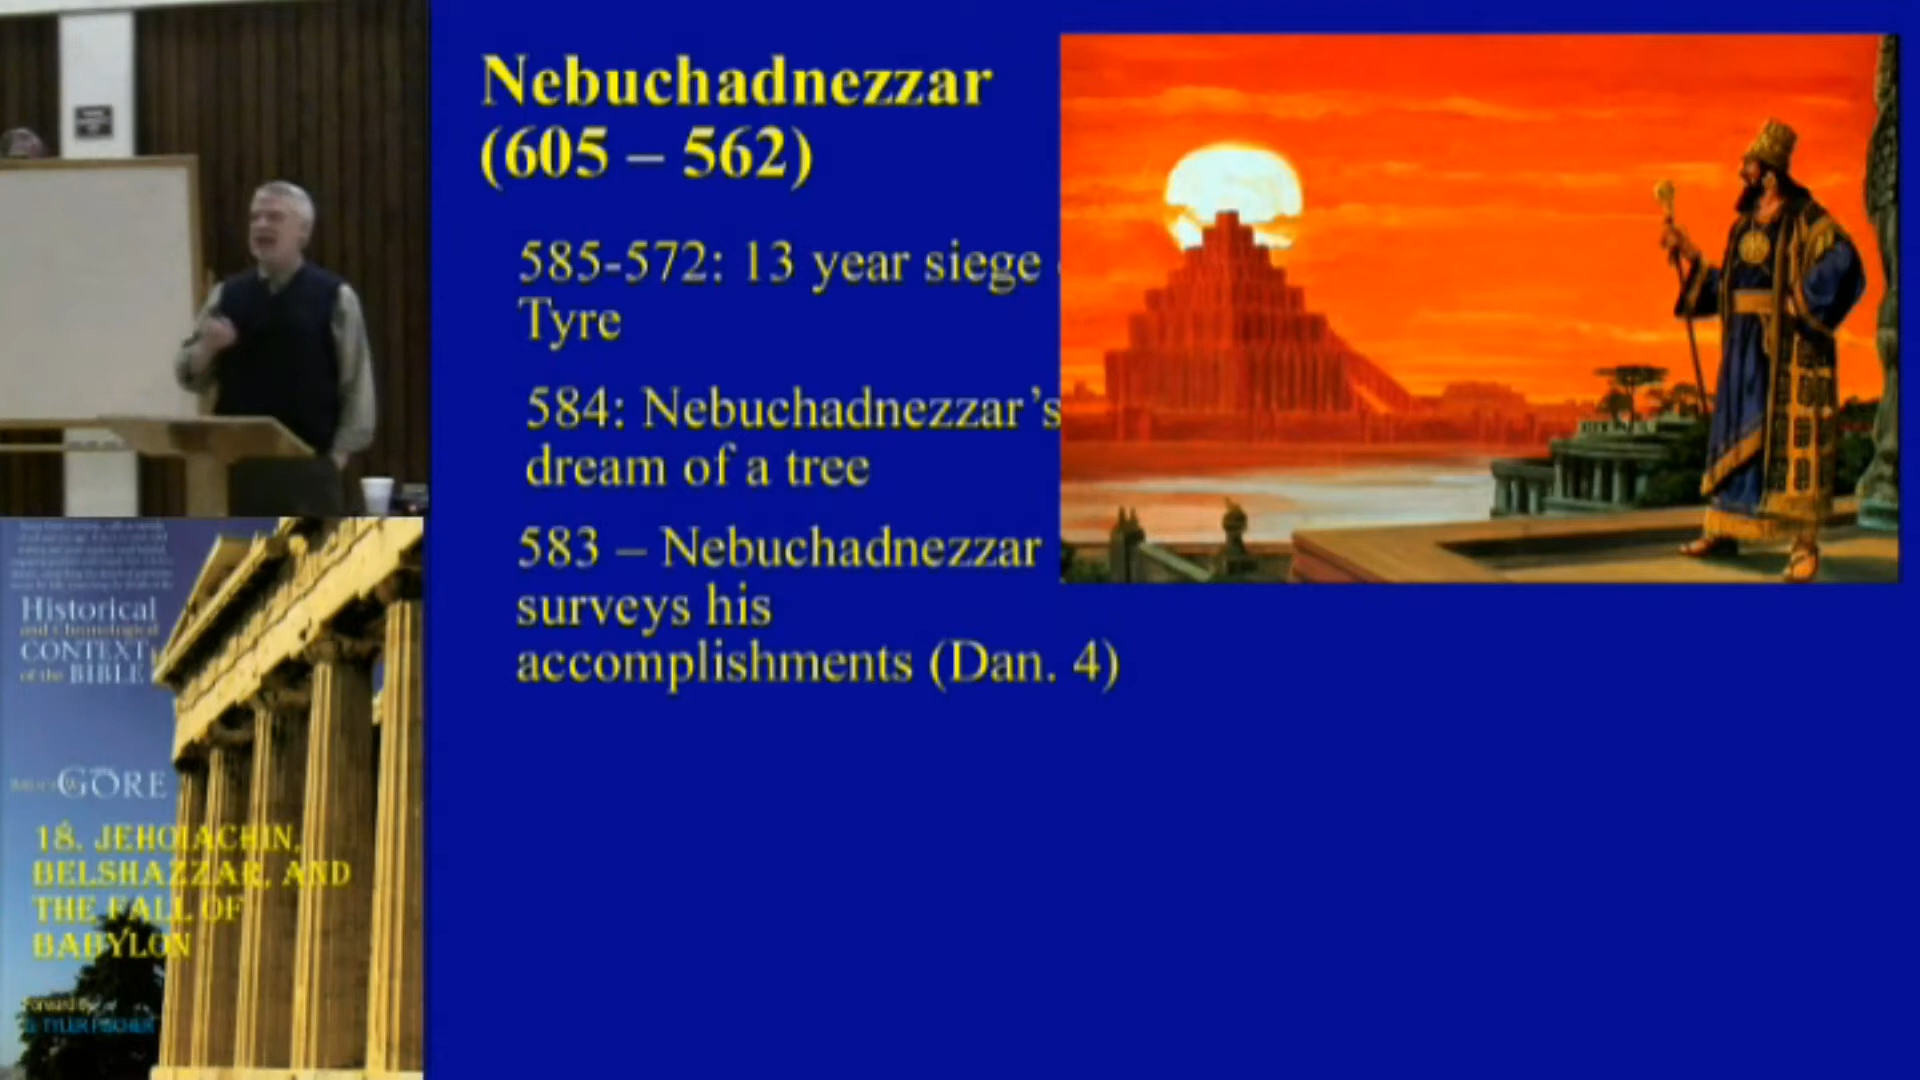 Nebuchadnezzar
(605 – 562)
585-572: 13 year siege
Tyre
584: Nebuchadnezzar’s
dream of a tree
583 – Nebuchadnezzar
surveys his
accomplishments (Dan. 4)
Historical
and Chronological
CONTEXT
of the BIBLE
GORE
18. JEHOIACHIN,
BELSHAZZAR, AND
THE FALL OF
BABYLON
Forward By
G. TYLER FISCHER